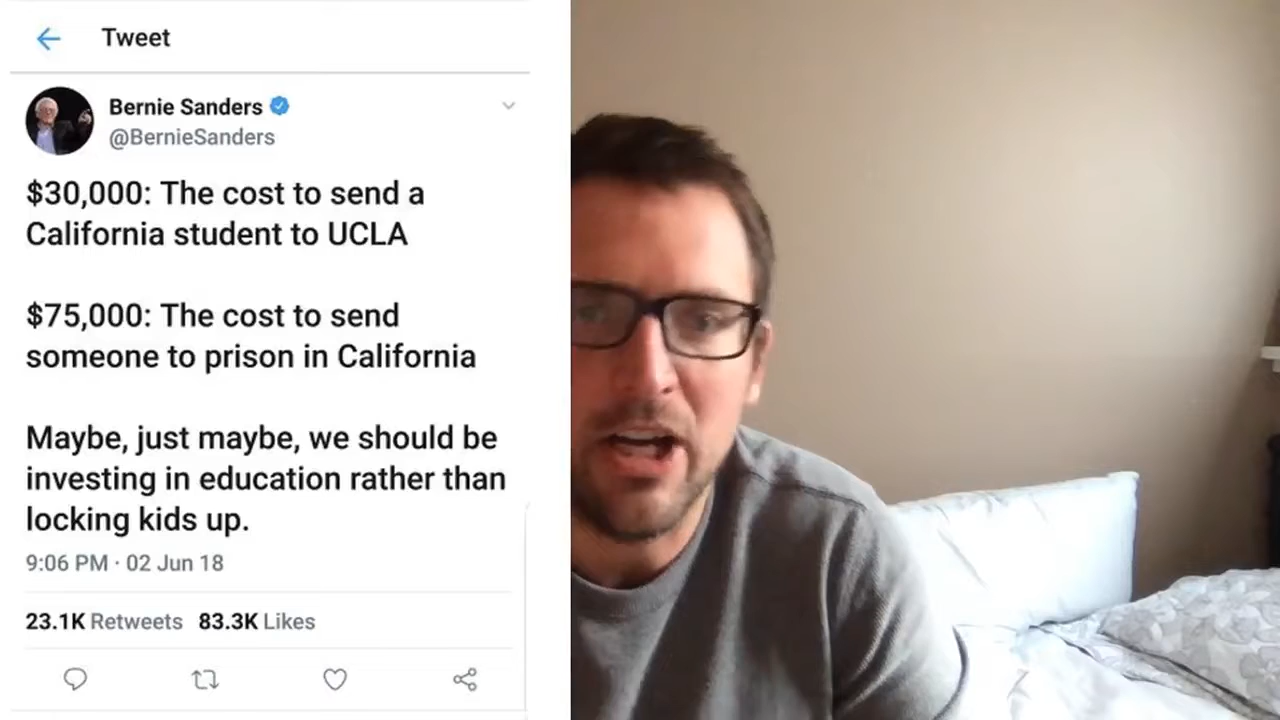 Tweet
Bernie Sanders
@BernieSanders
$30,000: The cost to send a
California student to UCLA
$75,000: The cost to send
someone to prison in California
Maybe, just maybe, we should be
investing in education rather than
locking kids up.
9:06 PM · 02 Jun 18
23.1K Retweets 83.3K Likes